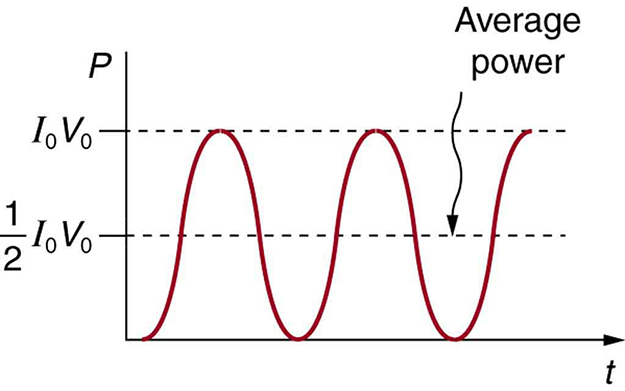 Average
power
P
I₀V₀
1/2 I₀V₀
t